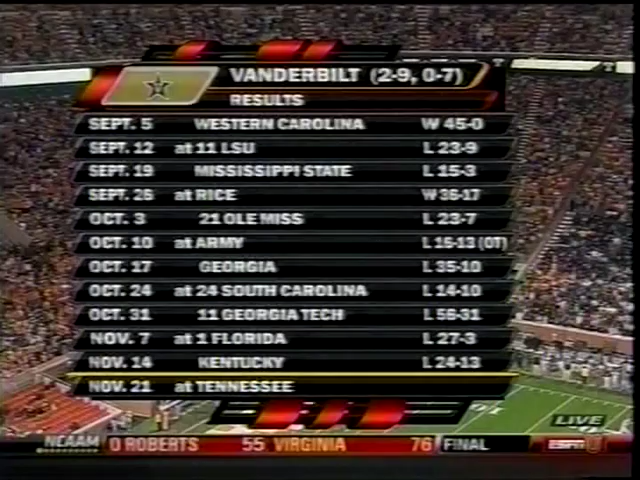 VANDERBILT (2-9, 0-7)
RESULTS
SEPT. 5 WESTERN CAROLINA W 45-0
SEPT. 12 at 11 LSU L 23-9
SEPT. 19 MISSISSIPPI STATE L 15-3
SEPT. 26 at RICE W 36-17
OCT. 3 21 OLE MISS L 23-7
OCT. 10 at ARMY L 16-13 (OT)
OCT. 17 GEORGIA L 35-10
OCT. 24 at 24 SOUTH CAROLINA L 14-10
OCT. 31 11 GEORGIA TECH L 56-31
NOV. 7 at 1 FLORIDA L 27-3
NOV. 14 KENTUCKY L 24-13
NOV. 21 at TENNESSEE
LIVE
NCAAM O ROBERTS 55 VIRGINIA 76 FINAL ESPNU